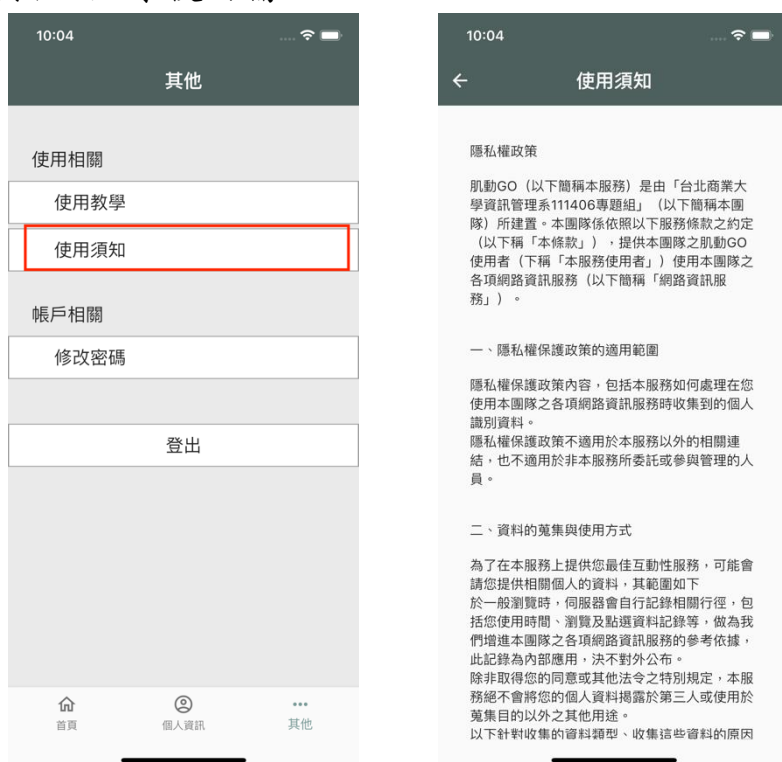 10:04
其他
使用相關
使用教學
使用須知
帳戶相關
修改密碼
登出
首頁
個人資訊
其他
10:04
使用須知
隱私權政策
肌動GO（以下簡稱本服務）是由「台北商業大
學資訊管理系111406專題組」（以下簡稱本團
隊）所建置。本團隊係依照以下服務條款之約定
（以下稱「本條款」），提供本團隊之肌動GO
使用者（下稱「本服務使用者」）使用本團隊之
各項網路資訊服務（以下簡稱「網路資訊服
務」）。
一、隱私權保護政策的適用範圍
隱私權保護政策內容，包括本服務如何處理在您
使用本團隊之各項網路資訊服務時收集到的個人
識別資料。
隱私權保護政策不適用於本服務以外的相關連
結，也不適用於非本服務所委託或參與管理的人
員。
二、資料的蒐集與使用方式
為了在本服務上提供您最佳互動性服務，可能會
請您提供相關個人的資料，其範圍如下
於一般瀏覽時，伺服器會自行記錄相關行徑，包
括您使用時間、瀏覽及點選資料記錄等，做為我
們增進本團隊之各項網路資訊服務的參考依據，
此記錄為內部應用，決不對外公布。
除非取得您的同意或其他法令之特別規定，本服
務絕不會將您的個人資料揭露於第三人或使用於
蒐集目的以外之其他用途。
以下針對收集的資料類型、收集這些資料的原因